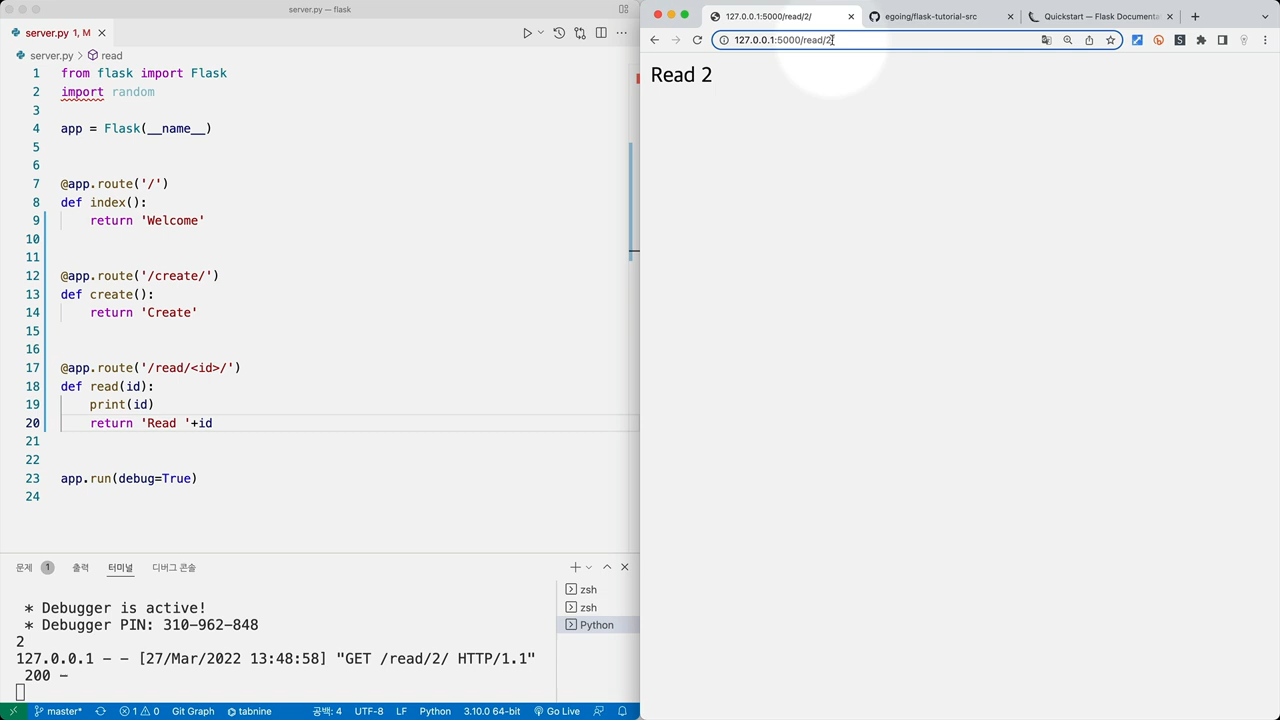 server.py — flask
server.py 1, M
server.py > read
1 from flask import Flask
2 import random
3
4 app = Flask(__name__)
5
6
7 @app.route('/')
8 def index():
9 return 'Welcome'
10
11
12 @app.route('/create/')
13 def create():
14 return 'Create'
15
16
17 @app.route('/read/<id>/')
18 def read(id):
19 print(id)
20 return 'Read '+id
21
22
23 app.run(debug=True)
24
문제 1 출력 터미널 디버그 콘솔
* Debugger is active!
* Debugger PIN: 310-962-848
2
127.0.0.1 - - [27/Mar/2022 13:48:58] "GET /read/2/ HTTP/1.1"
200 -
zsh
zsh
Python
master* 1 0 Git Graph tabnine 공백: 4 UTF-8 LF Python 3.10.0 64-bit Go Live
127.0.0.1:5000/read/2/ egoing/flask-tutorial-src Quickstart — Flask Documenta
127.0.0.1:5000/read/2
Read 2